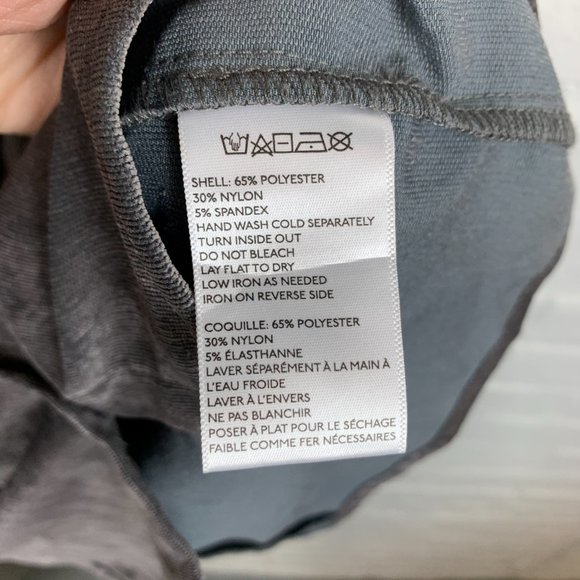 SHELL: 65% POLYESTER
30% NYLON
5% SPANDEX
HAND WASH COLD SEPARATELY
TURN INSIDE OUT
DO NOT BLEACH
LAY FLAT TO DRY
LOW IRON AS NEEDED
IRON ON REVERSE SIDE
COQUILLE: 65% POLYESTER
30% NYLON
5% ÉLASTHANNE
LAVER SÉPARÉMENT À LA MAIN À
L'EAU FROIDE
LAVER À L'ENVERS
NE PAS BLANCHIR
POSER À PLAT POUR LE SÉCHAGE
FAIBLE COMME FER NÉCESSAIRES